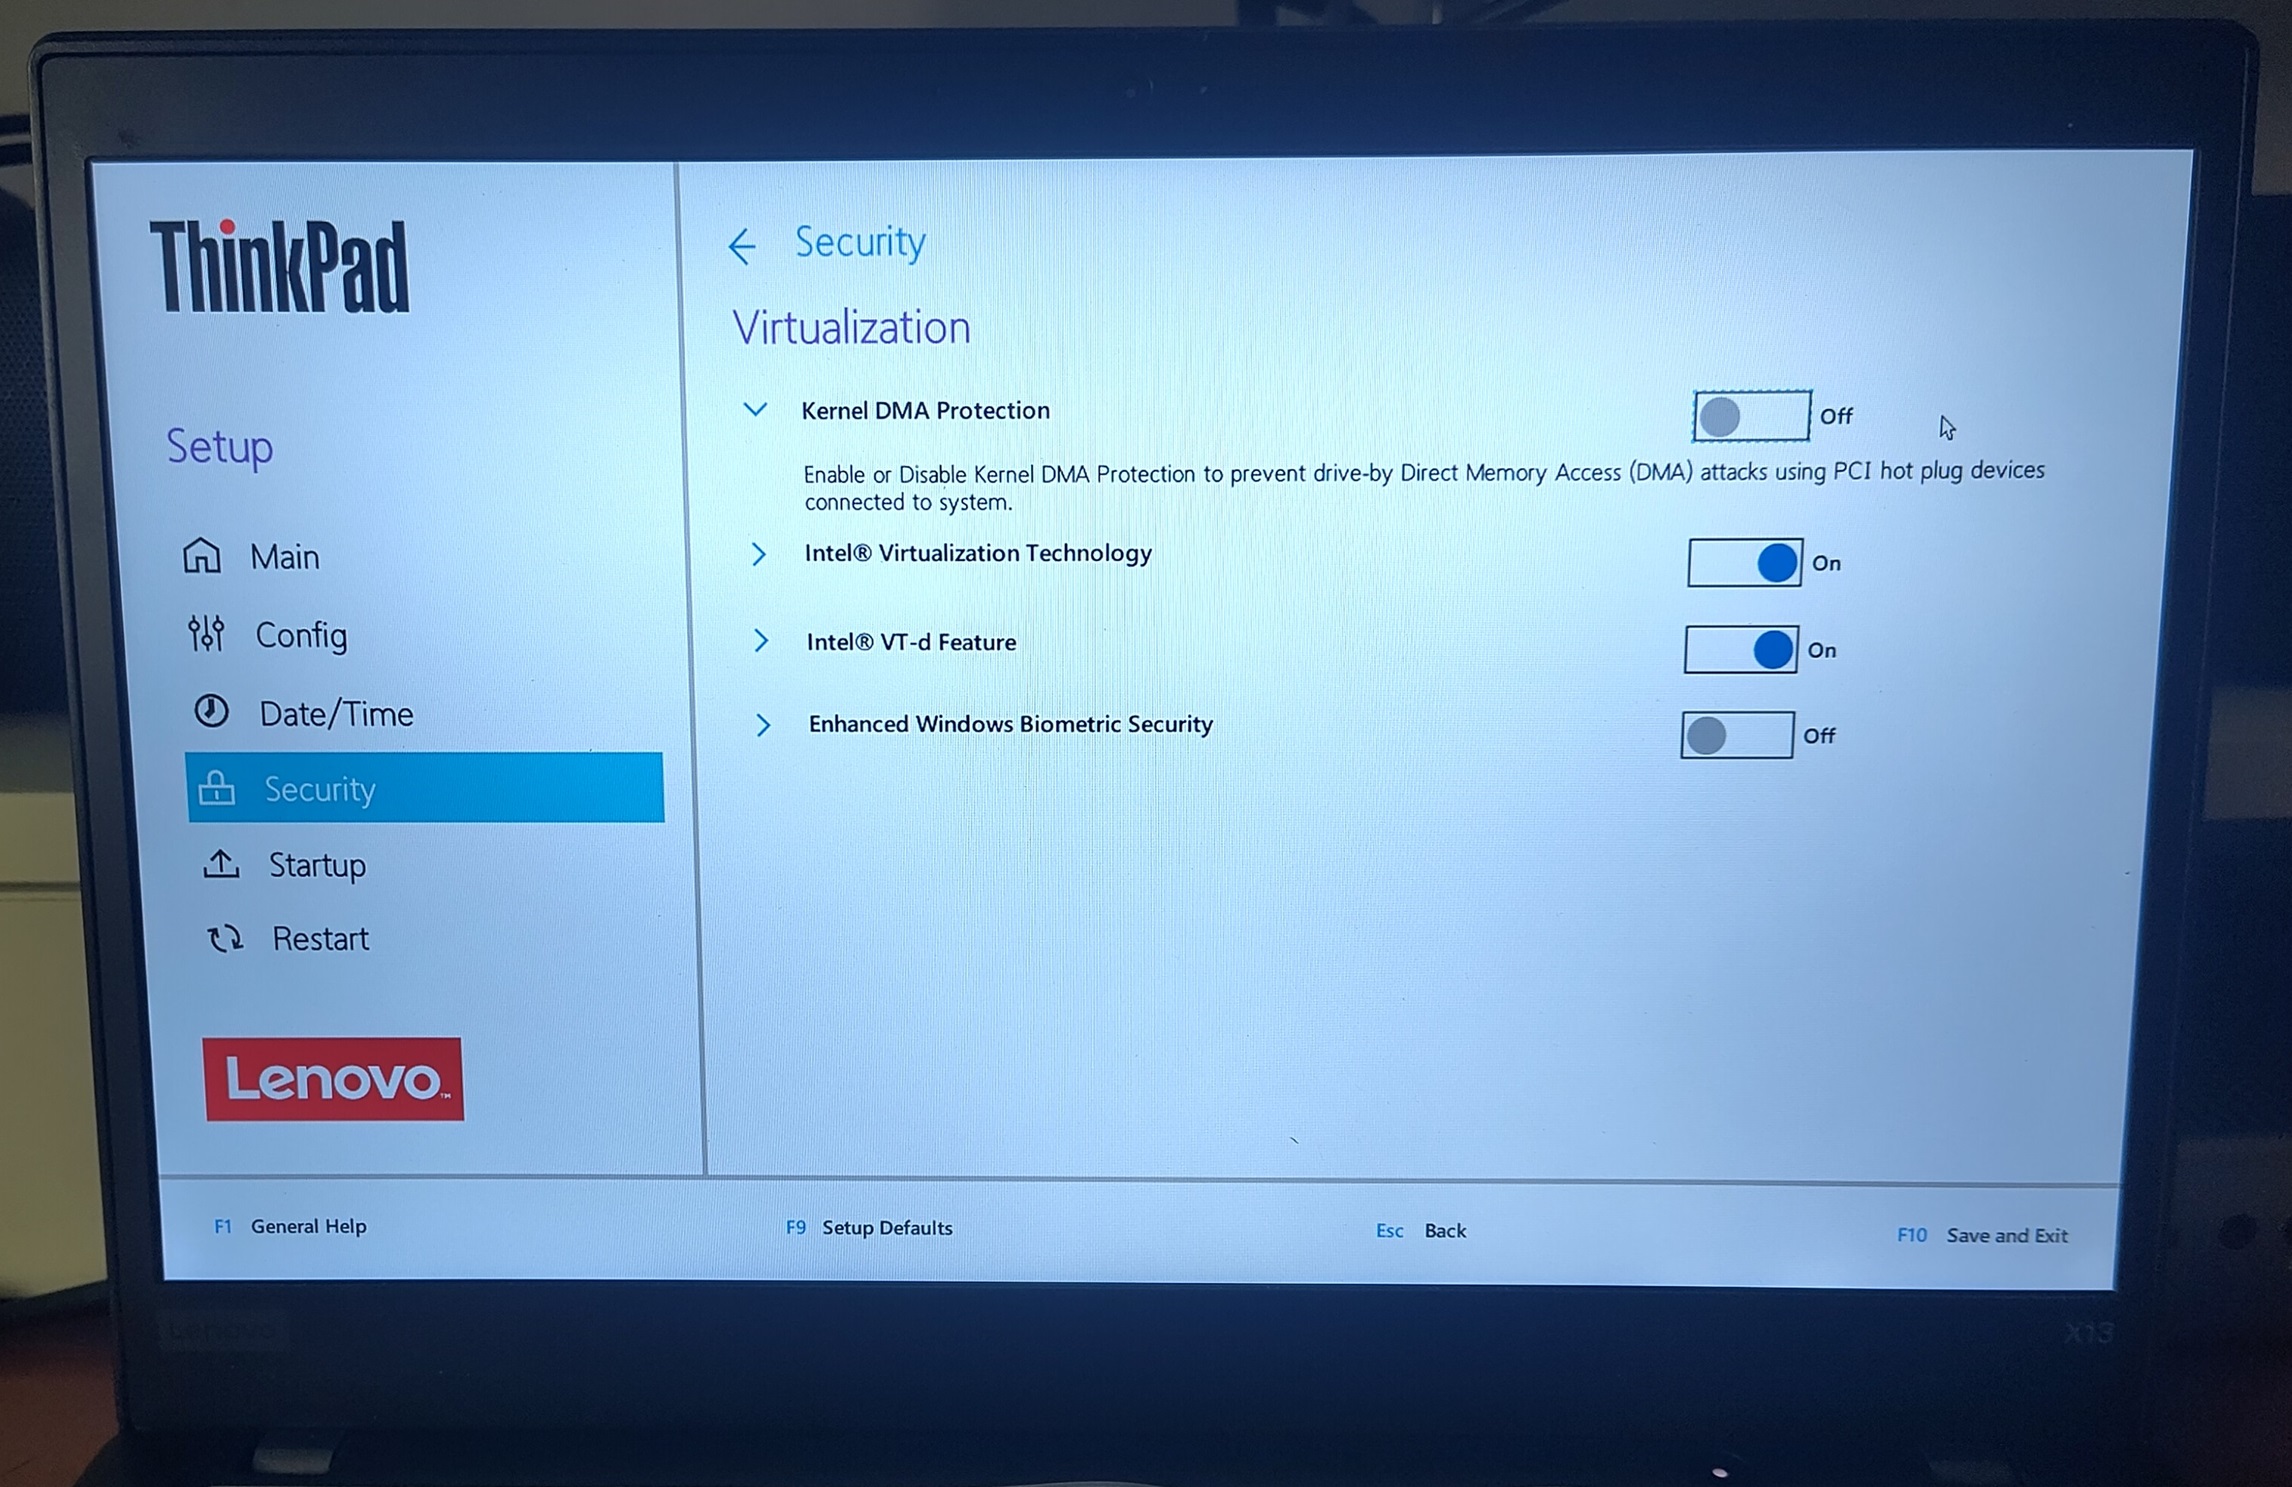 ThinkPad
Setup
Main
Config
Date/Time
Security
Startup
Restart
Lenovo™
Security
Virtualization
Kernel DMA Protection
Off
Enable or Disable Kernel DMA Protection to prevent drive-by Direct Memory Access (DMA) attacks using PCI hot plug devices
connected to system.
Intel® Virtualization Technology
On
Intel® VT-d Feature
On
Enhanced Windows Biometric Security
Off
F1 General Help
F9 Setup Defaults
Esc Back
F10 Save and Exit
Lenovo
X13